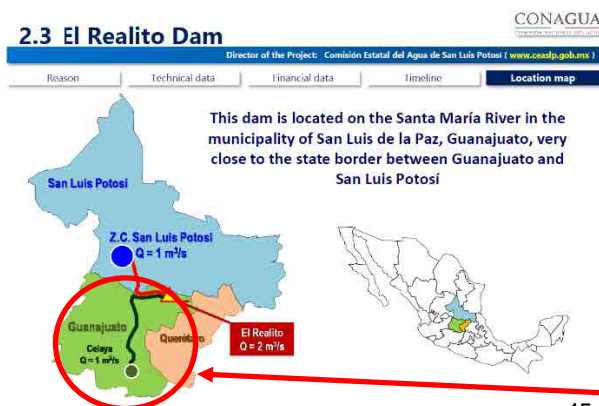 CONAGUA
2.3 El Realito Dam
Director of the Project: Comisión Estatal del Agua de San Luis Potosí ( www.ceaslp.gob.mx )
Reason
Technical data
Financial data
Timeline
Location map
This dam is located on the Santa María River in the
municipality of San Luis de la Paz, Guanajuato, very
close to the state border between Guanajuato and
San Luis Potosí
San Luis Potosí
Z.C. San Luis Potosí
Q = 1 m³/s
Guanajuato
Celaya
Q = 1 m³/s
Querétaro
El Realito
Q = 2 m³/s